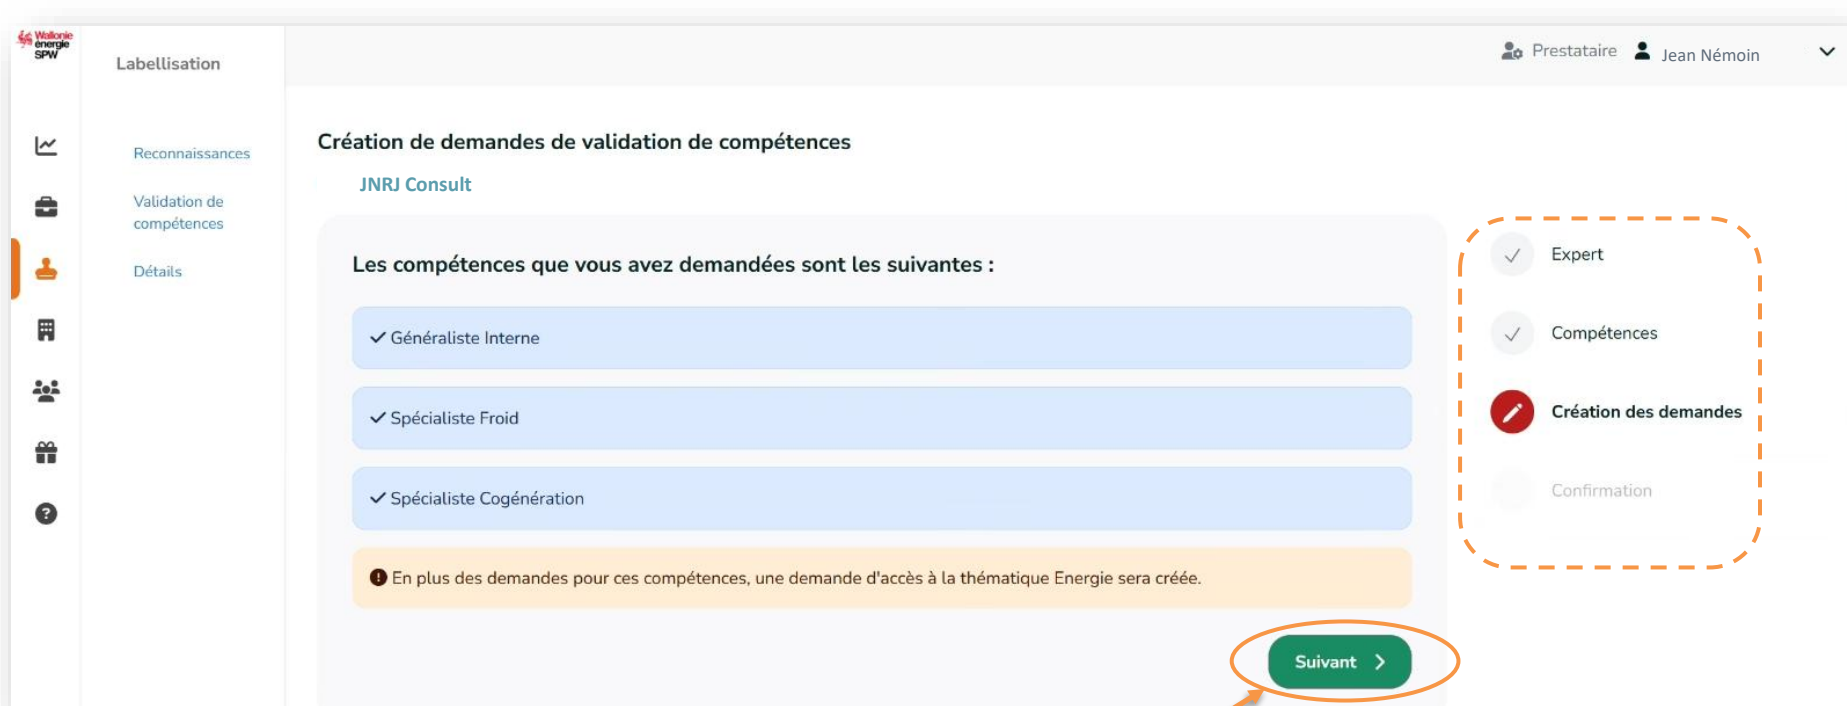 Wallonie
énergie
SPW
Labellisation
Prestataire
Jean Némoin
Reconnaissances
Validation de
compétences
Détails
Création de demandes de validation de compétences
JNRJ Consult
Les compétences que vous avez demandées sont les suivantes :
Généraliste Interne
Spécialiste Froid
Spécialiste Cogénération
En plus des demandes pour ces compétences, une demande d'accès à la thématique Energie sera créée.
Suivant
Expert
Compétences
Création des demandes
Confirmation